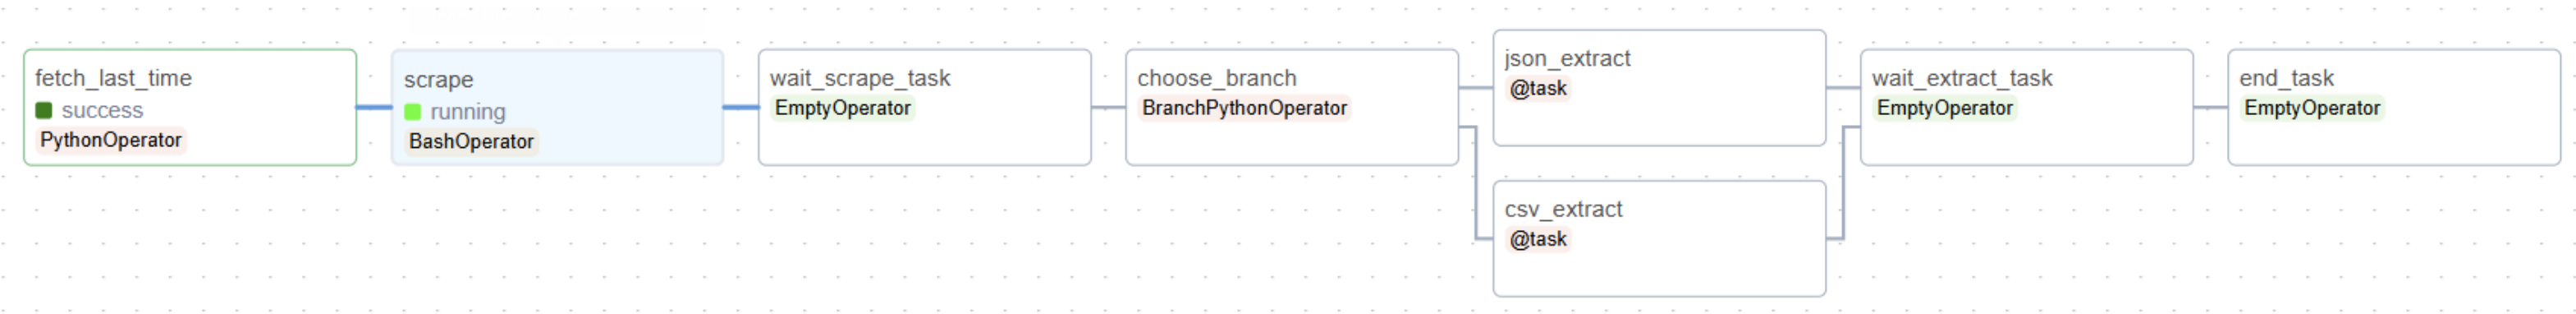 fetch_last_time
success
PythonOperator
scrape
running
BashOperator
wait_scrape_task
EmptyOperator
choose_branch
BranchPythonOperator
json_extract
@task
csv_extract
@task
wait_extract_task
EmptyOperator
end_task
EmptyOperator